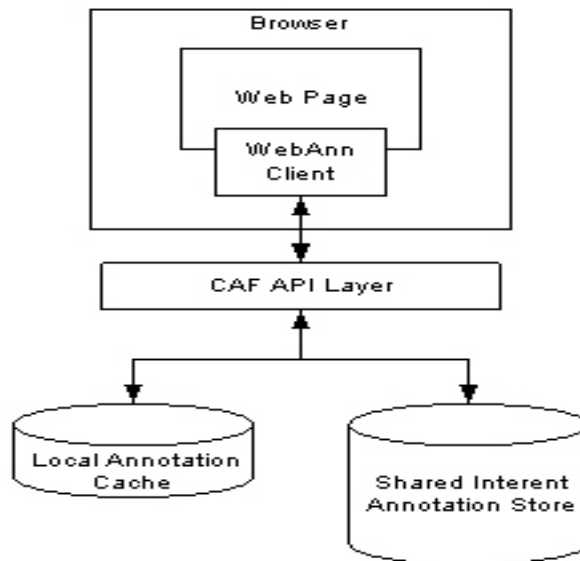 Browser
Web Page
WebAnn
Client
CAF API Layer
Local Annotation
Cache
Shared Interent
Annotation Store